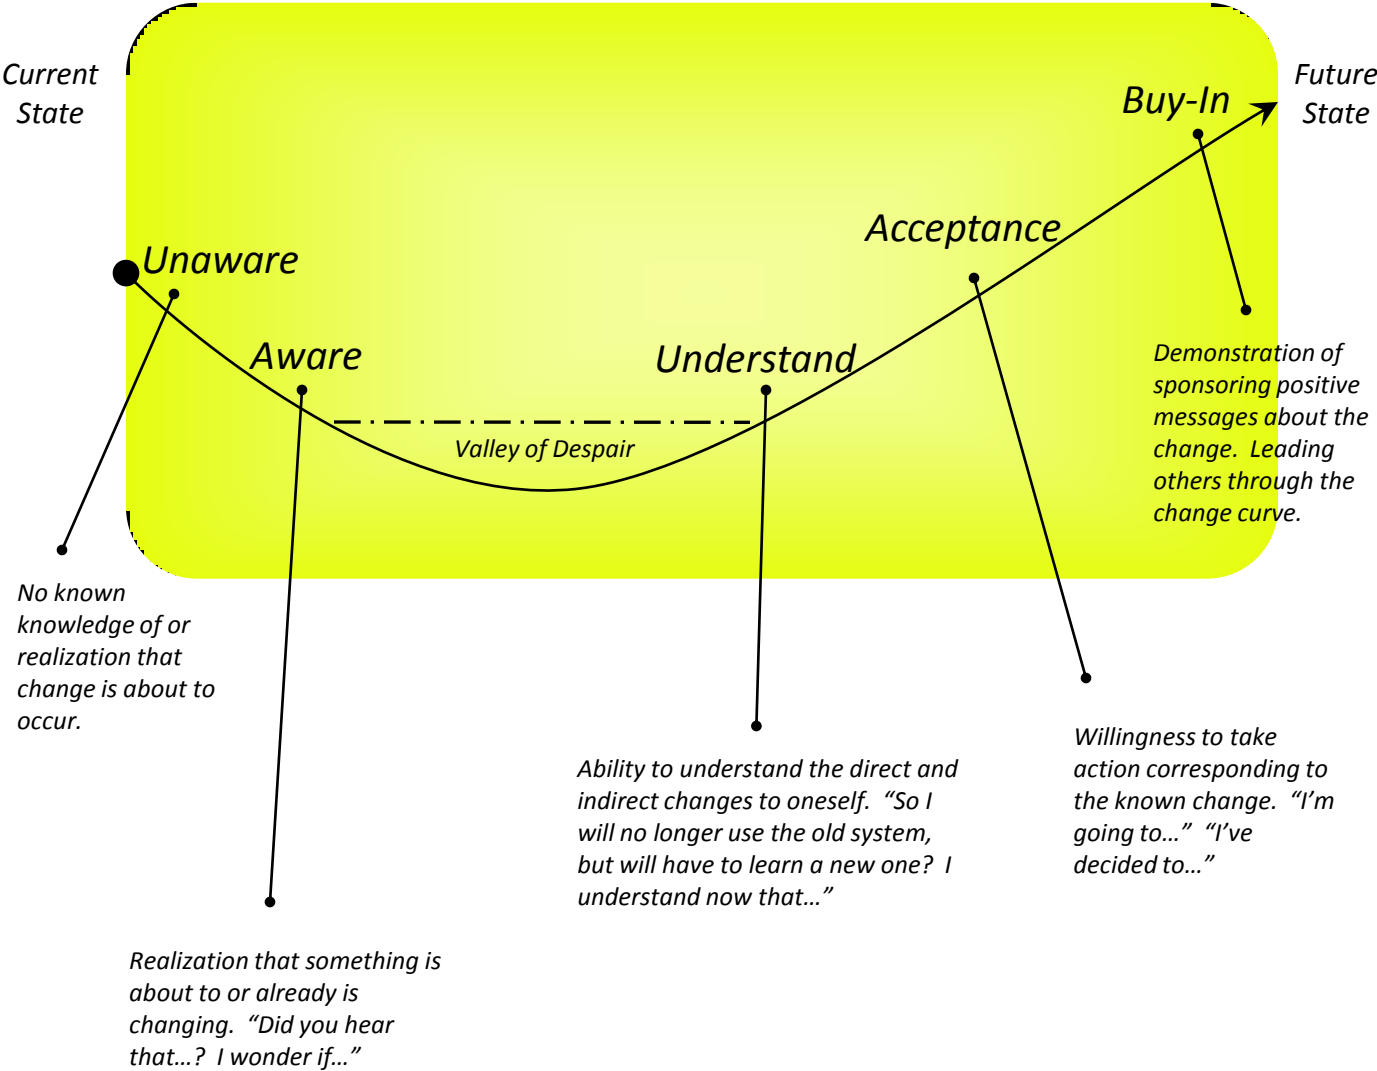 Current
State
Future
State
Buy-In
Acceptance
Unaware
Aware
Understand
Valley of Despair
Demonstration of
sponsoring positive
messages about the
change.  Leading
others through the
change curve.
No known
knowledge of or
realization that
change is about to
occur.
Willingness to take
action corresponding to
the known change.  “I’m
going to…”  “I’ve
decided to…”
Ability to understand the direct and
indirect changes to oneself.  “So I
will no longer use the old system,
but will have to learn a new one?  I
understand now that…”
Realization that something is
about to or already is
changing.  “Did you hear
that…?  I wonder if…”